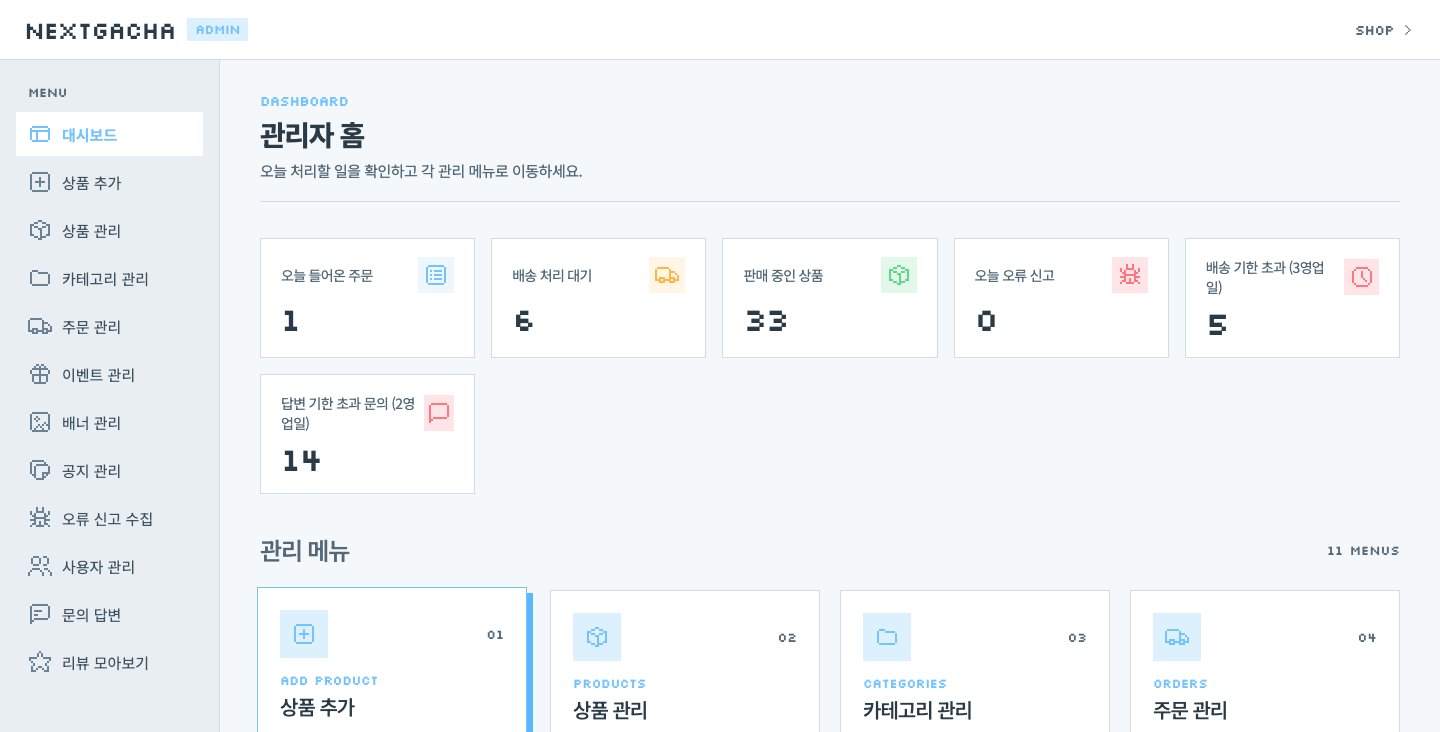 NEXTGACHA ADMIN
SHOP
MENU
대시보드
상품 추가
상품 관리
카테고리 관리
주문 관리
이벤트 관리
배너 관리
공지 관리
오류 신고 수집
사용자 관리
문의 답변
리뷰 모아보기
DASHBOARD
관리자 홈
오늘 처리할 일을 확인하고 각 관리 메뉴로 이동하세요.
오늘 들어온 주문
1
배송 처리 대기
6
판매 중인 상품
33
오늘 오류 신고
0
배송 기한 초과 (3영업
일)
5
답변 기한 초과 문의 (2영
업일)
14
관리 메뉴
11 MENUS
01
ADD PRODUCT
상품 추가
02
PRODUCTS
상품 관리
03
CATEGORIES
카테고리 관리
04
ORDERS
주문 관리